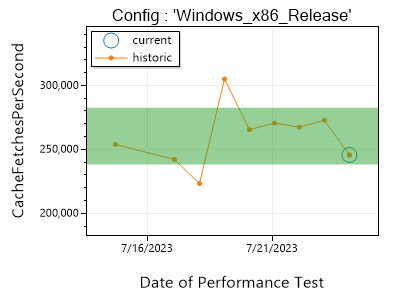 Config : 'Windows_x86_Release'
current
historic
CacheFetchesPerSecond
300,000
250,000
200,000
7/16/2023
7/21/2023
Date of Performance Test